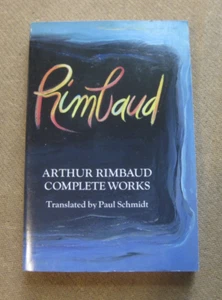 Rimbaud
ARTHUR RIMBAUD
COMPLETE WORKS
Translated by Paul Schmidt